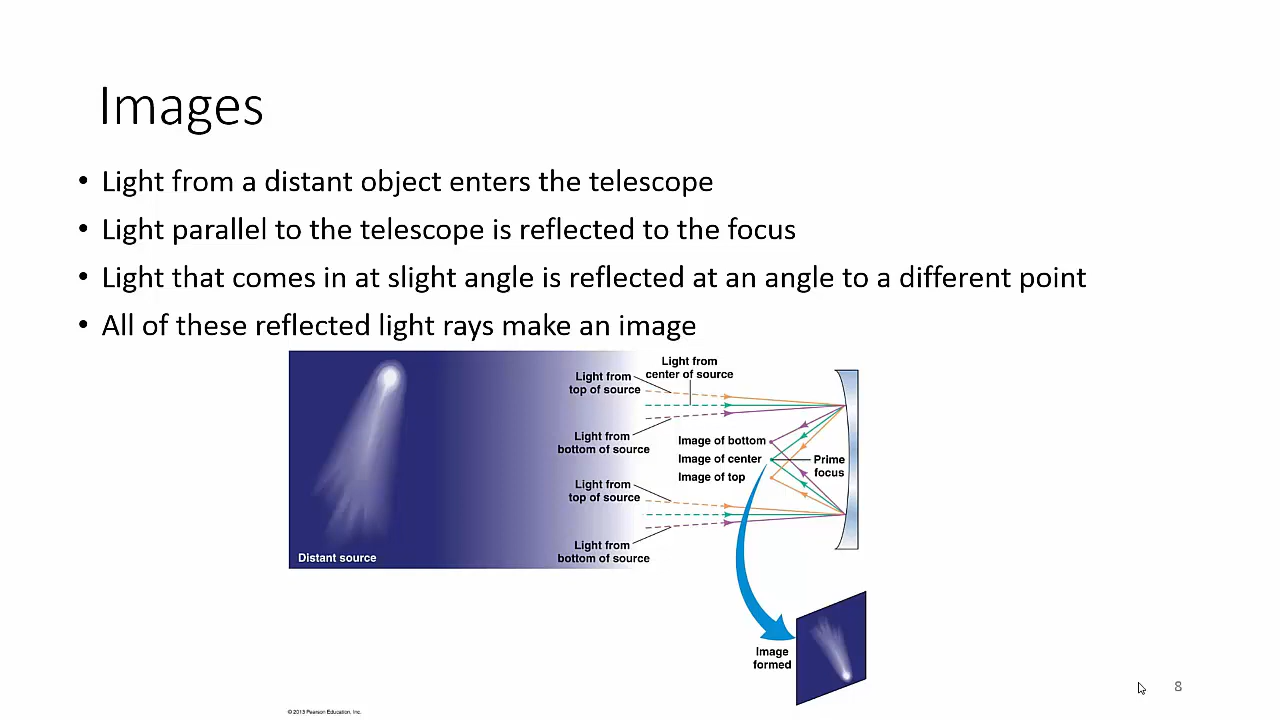 Images
• Light from a distant object enters the telescope
• Light parallel to the telescope is reflected to the focus
• Light that comes in at slight angle is reflected at an angle to a different point
• All of these reflected light rays make an image
Light from
center of source
Light from
top of source
Light from
bottom of source
Image of bottom
Image of center
Image of top
Prime
focus
Light from
top of source
Light from
bottom of source
Distant source
Image
formed
8
© 2013 Pearson Education, Inc.